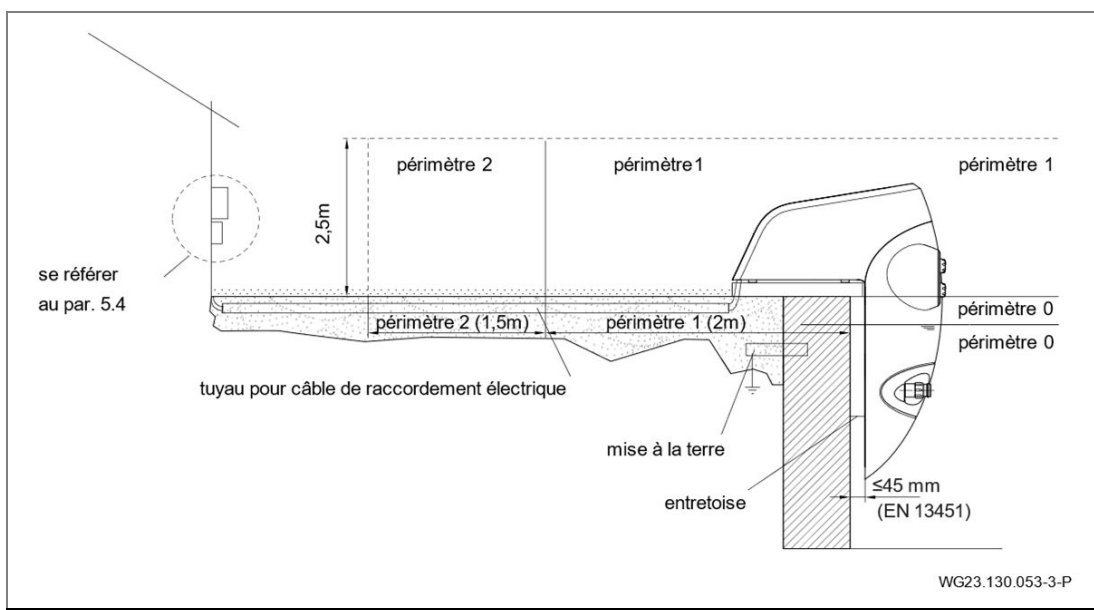 périmètre 2
périmètre1
périmètre 1
2,5m
se référer
au par. 5.4
périmètre 0
périmètre 2 (1,5m)
périmètre 1 (2m)
périmètre 0
tuyau pour câble de raccordement électrique
mise à la terre
entretoise
≤45 mm
(EN 13451)
WG23.130.053-3-P